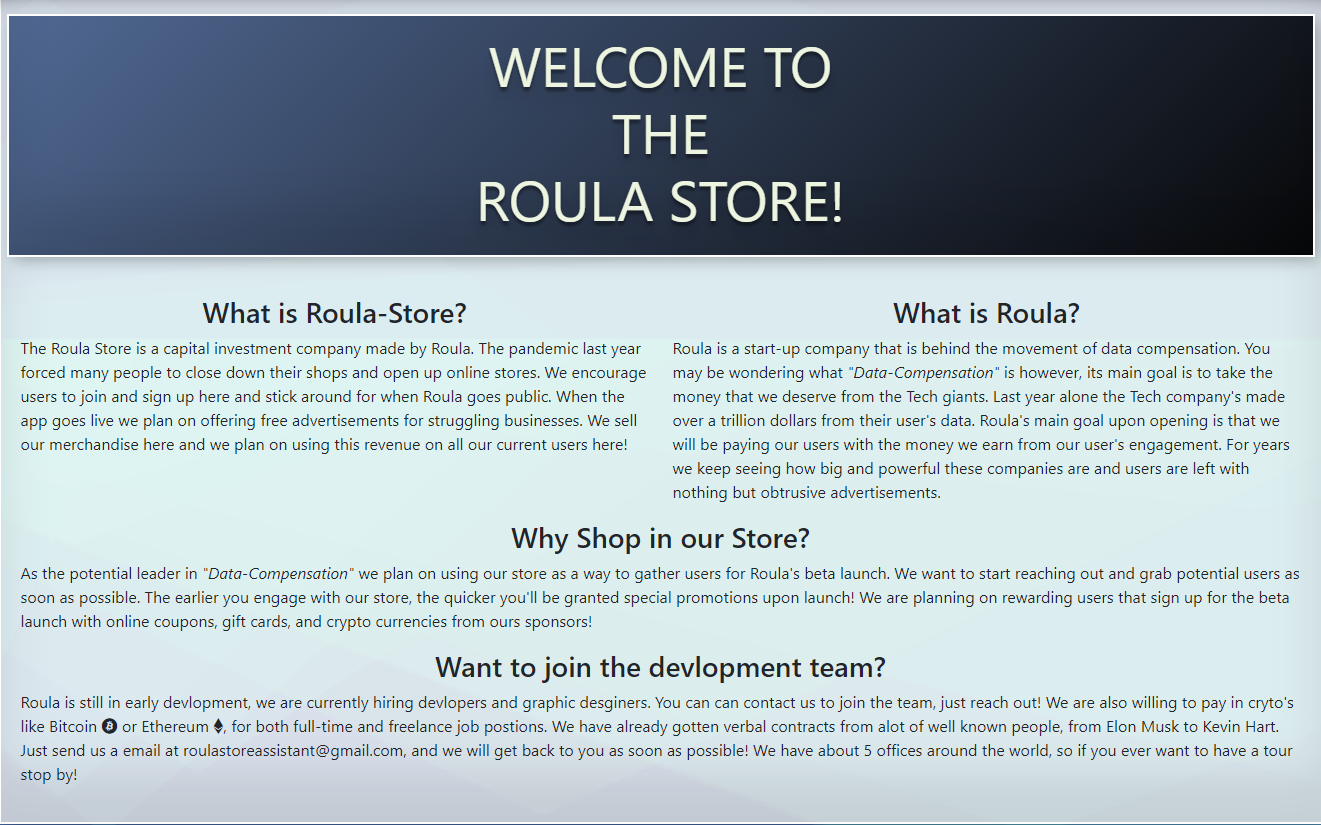 WELCOME TO
THE
ROULA STORE!
What is Roula-Store?
The Roula Store is a capital investment company made by Roula. The pandemic last year
forced many people to close down their shops and open up online stores. We encourage
users to join and sign up here and stick around for when Roula goes public. When the
app goes live we plan on offering free advertisements for struggling businesses. We sell
our merchandise here and we plan on using this revenue on all our current users here!
What is Roula?
Roula is a start-up company that is behind the movement of data compensation. You
may be wondering what "Data-Compensation" is however, its main goal is to take the
money that we deserve from the Tech giants. Last year alone the Tech company's made
over a trillion dollars from their user's data. Roula's main goal upon opening is that we
will be paying our users with the money we earn from our user's engagement. For years
we keep seeing how big and powerful these companies are and users are left with
nothing but obtrusive advertisements.
Why Shop in our Store?
As the potential leader in "Data-Compensation" we plan on using our store as a way to gather users for Roula's beta launch. We want to start reaching out and grab potential users as
soon as possible. The earlier you engage with our store, the quicker you'll be granted special promotions upon launch! We are planning on rewarding users that sign up for the beta
launch with online coupons, gift cards, and crypto currencies from ours sponsors!
Want to join the devlopment team?
Roula is still in early devlopment, we are currently hiring devlopers and graphic desginers. You can can contact us to join the team, just reach out! We are also willing to pay in cryto's
like Bitcoin or Ethereum , for both full-time and freelance job postions. We have already gotten verbal contracts from alot of well known people, from Elon Musk to Kevin Hart.
Just send us a email at roulastoreassistant@gmail.com, and we will get back to you as soon as possible! We have about 5 offices around the world, so if you ever want to have a tour
stop by!